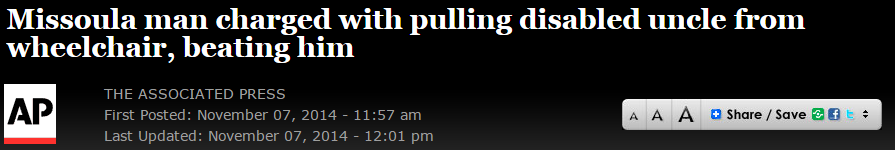 Missoula man charged with pulling disabled uncle from
wheelchair, beating him
AP
THE ASSOCIATED PRESS
First Posted: November 07, 2014 - 11:57 am
Last Updated: November 07, 2014 - 12:01 pm
A A A Share / Save